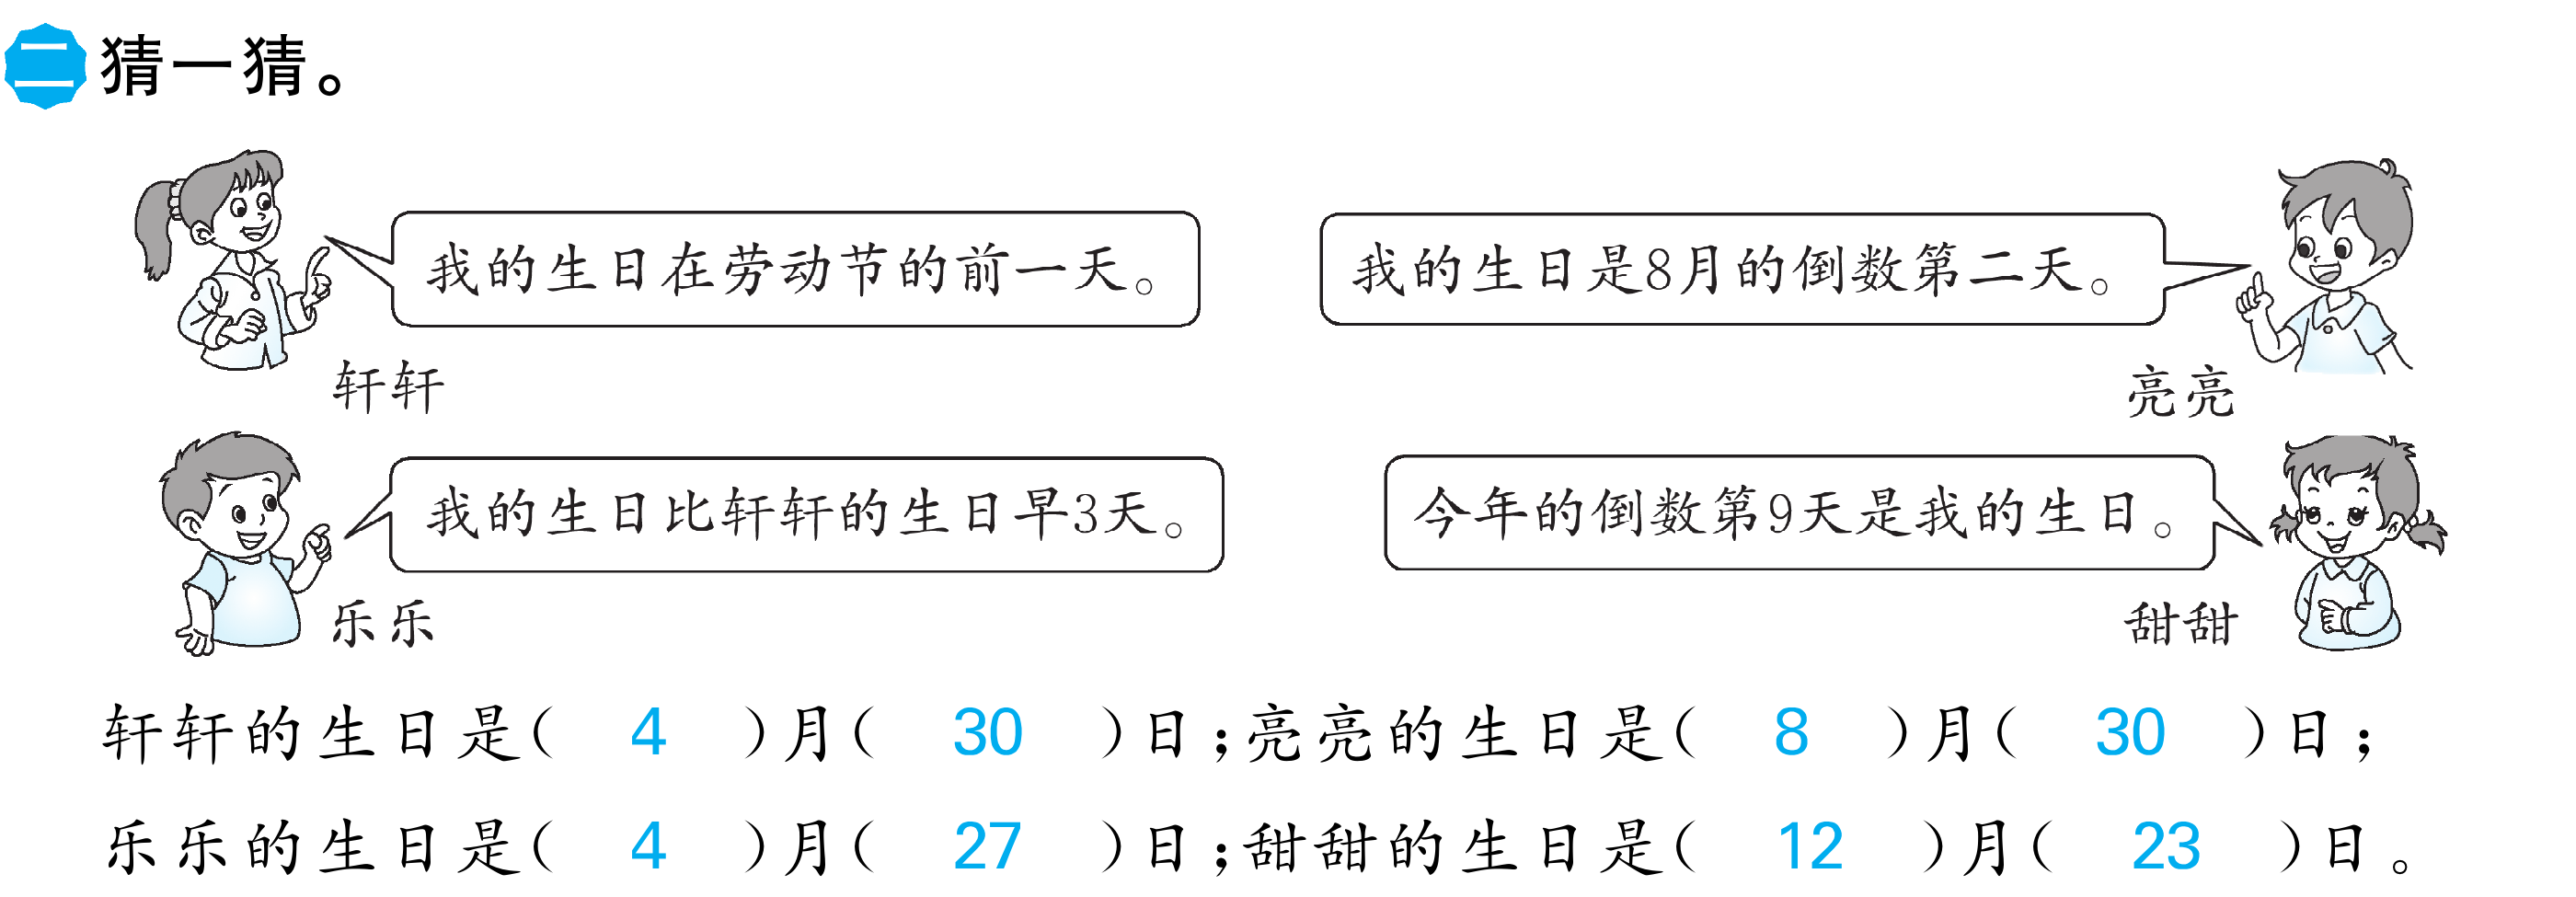 二 猜一猜。
我的生日在劳动节的前一天。
轩轩
我的生日是8月的倒数第二天。
亮亮
我的生日比轩轩的生日早3天。
乐乐
今年的倒数第9天是我的生日。
甜甜
轩轩的生日是( 4 )月( 30 )日;亮亮的生日是( 8 )月( 30 )日;
乐乐的生日是( 4 )月( 27 )日;甜甜的生日是( 12 )月( 23 )日。